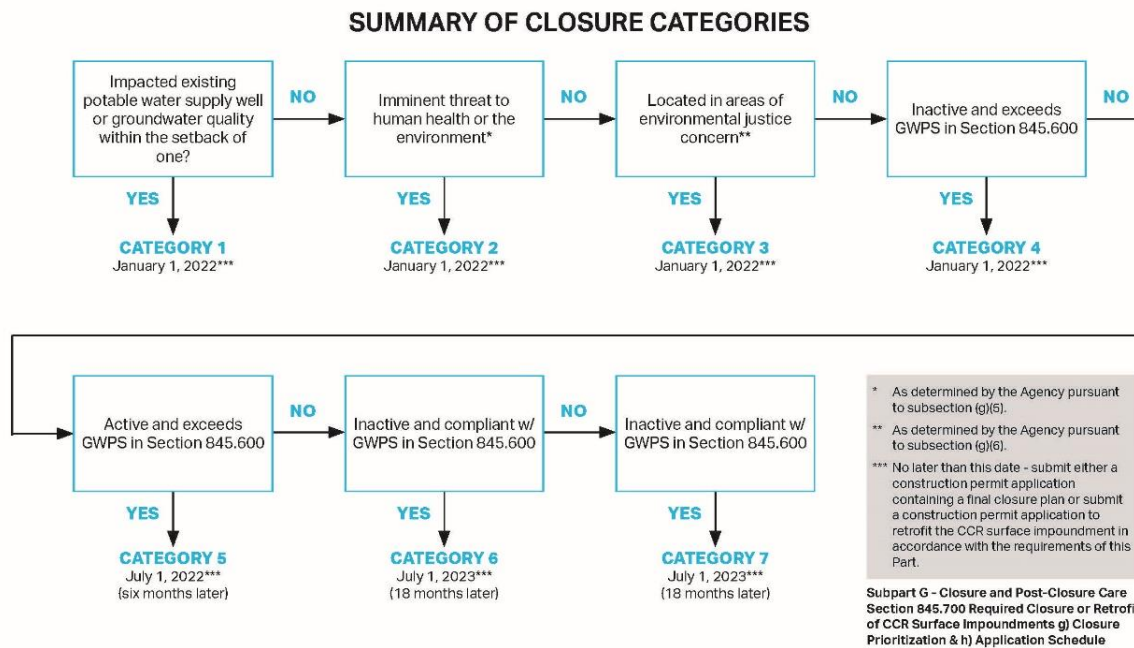 SUMMARY OF CLOSURE CATEGORIES
Impacted existing
potable water supply well
or groundwater quality
within the setback of
one?
NO
Imminent threat to
human health or the
environment*
NO
Located in areas of
environmental justice
concern**
NO
Inactive and exceeds
GWPS in Section 845.600
NO
YES
YES
YES
YES
CATEGORY 1
January 1, 2022***
CATEGORY 2
January 1, 2022***
CATEGORY 3
January 1, 2022***
CATEGORY 4
January 1, 2022***
Active and exceeds
GWPS in Section 845.600
NO
Inactive and compliant w/
GWPS in Section 845.600
NO
Inactive and compliant w/
GWPS in Section 845.600
YES
YES
YES
CATEGORY 5
July 1, 2022***
(six months later)
CATEGORY 6
July 1, 2023***
(18 months later)
CATEGORY 7
July 1, 2023***
(18 months later)
* As determined by the Agency pursuant
to subsection (g)(5).
** As determined by the Agency pursuant
to subsection (g)(6).
*** No later than this date - submit either a
construction permit application
containing a final closure plan or submit
a construction permit application to
retrofit the CCR surface impoundment in
accordance with the requirements of this
Part.
Subpart G - Closure and Post-Closure Care
Section 845.700 Required Closure or Retrofi
of CCR Surface Impoundments g) Closure
Prioritization & h) Application Schedule